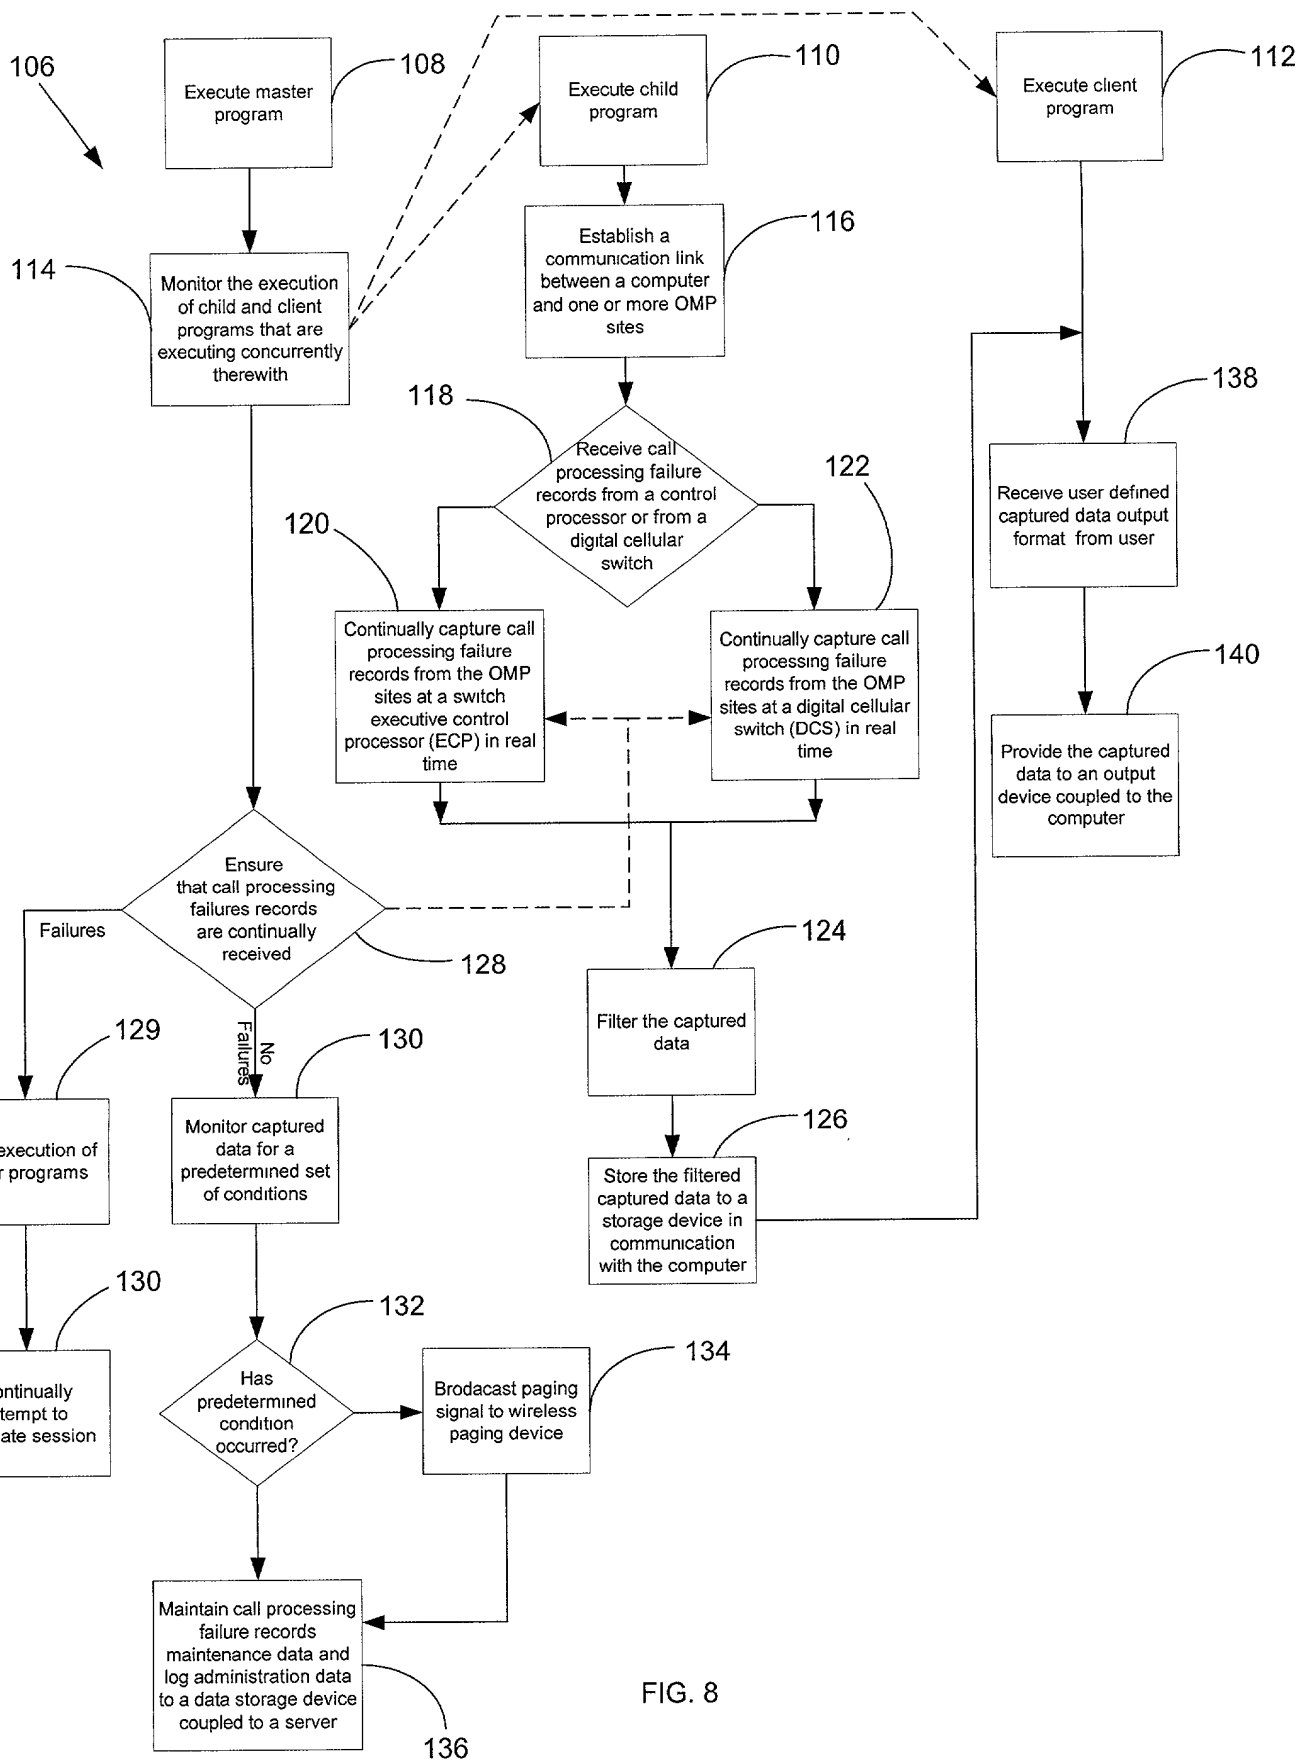 106
Execute master
program
108
Execute child
program
110
Execute client
program
112
114
Monitor the execution
of child and client
programs that are
executing concurrently
therewith
Establish a
communication link
between a computer
and one or more OMP
sites
116
118
Receive call
processing failure
records from a control
processor or from a
digital cellular
switch
120
122
Continually capture call
processing failure
records from the OMP
sites at a switch
executive control
processor (ECP) in real
time
Continually capture call
processing failure
records from the OMP
sites at a digital cellular
switch (DCS) in real
time
138
Receive user defined
captured data output
format from user
140
Provide the captured
data to an output
device coupled to the
computer
Ensure
that call processing
failures records
are continually
received
128
Failures
No
Failures
124
Filter the captured
data
126
Store the filtered
captured data to a
storage device in
communication
with the computer
129
execution of
r programs
130
Monitor captured
data for a
predetermined set
of conditions
130
ontinually
tempt to
ate session
132
Has
predetermined
condition
occurred?
134
Brodacast paging
signal to wireless
paging device
Maintain call processing
failure records
maintenance data and
log administration data
to a data storage device
coupled to a server
136
FIG. 8